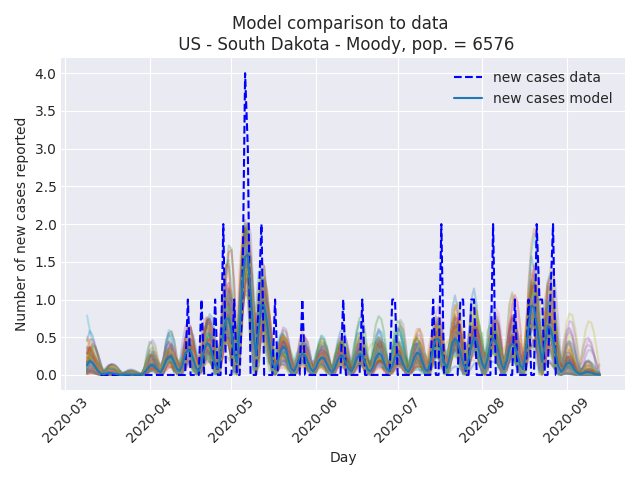 Model comparison to data
US - South Dakota - Moody, pop. = 6576
new cases data
new cases model
Number of new cases reported
4.0
3.5
3.0
2.5
2.0
1.5
1.0
0.5
0.0
2020-03
2020-04
2020-05
2020-06
2020-07
2020-08
2020-09
Day